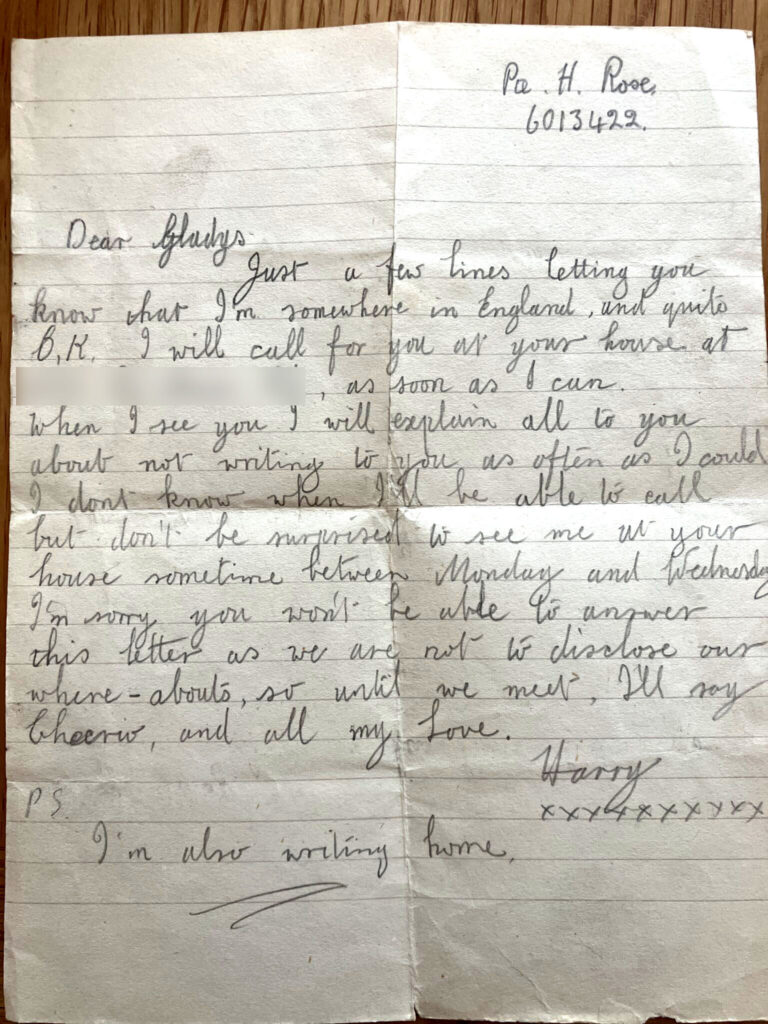 Pte. H. Rose,
6013422.
Dear Gladys
Just a few lines letting you
know that I'm somewhere in England, and quite
O,K. I will call for you at your house at
, as soon as I can.
When I see you I will explain all to you
about not writing to you as often as I could
I dont know when I'll be able to call
but don't be surprised to see me at your
house sometime between Monday and Wednesday
I'm sorry you won't be able to answer
this letter as we are not to disclose our
where-abouts, so until we meet, I'll say
Cheerio, and all my Love.
Harry
xxxxxxxxxxx
P S.
I'm also writing home.